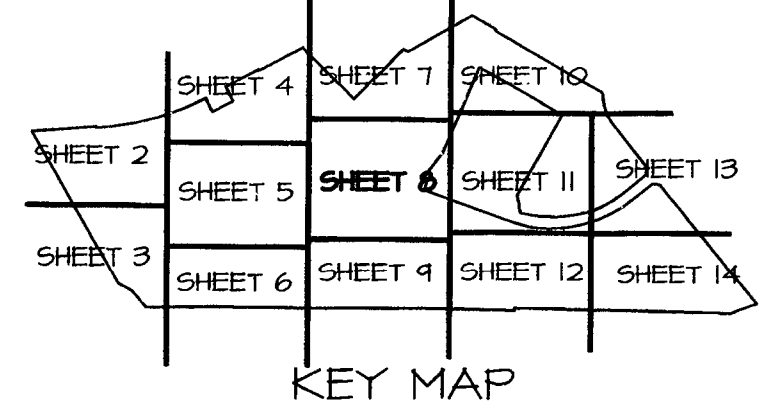 SHEET 4
SHEET 7
SHEET 10
SHEET 2
SHEET 5
SHEET 8
SHEET 11
SHEET 13
SHEET 3
SHEET 6
SHEET 9
SHEET 12
SHEET 14
KEY MAP